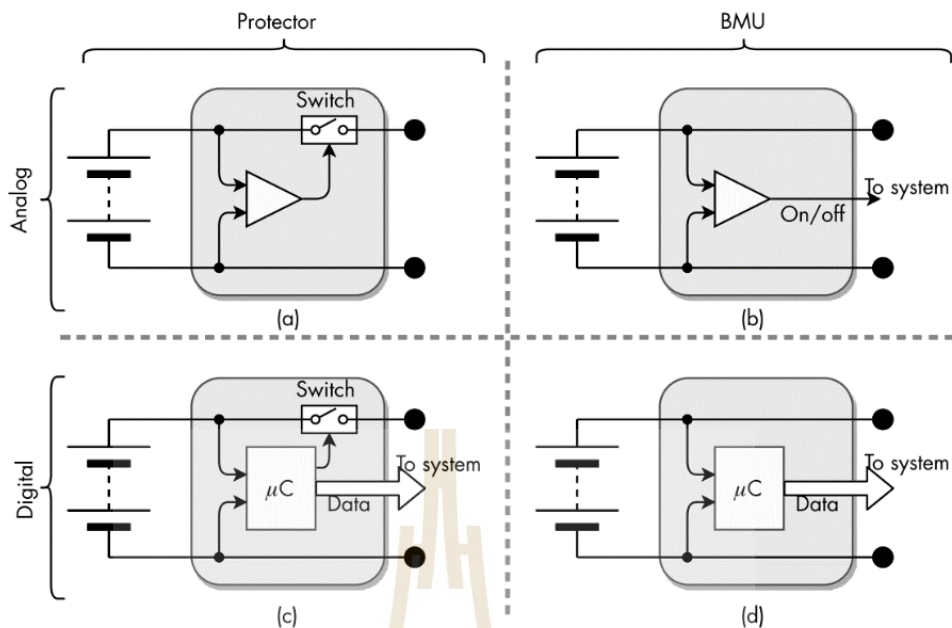 Protector
BMU
Analog
Switch
(a)
To system
On/off
(b)
Digital
Switch
μC
To system
Data
(c)
μC
To system
Data
(d)